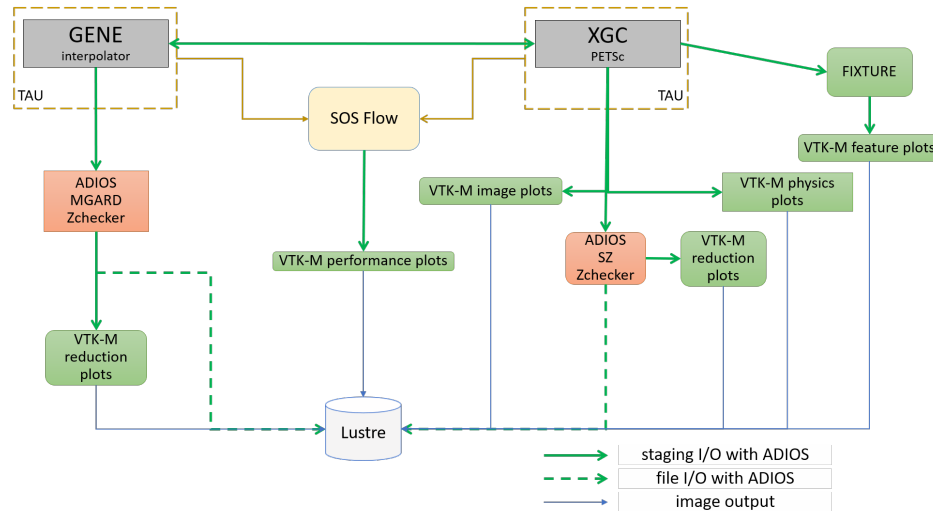 GENE
interpolator
TAU
XGC
PETSc
TAU
FIXTURE
SOS Flow
VTK-M feature plots
ADIOS
MGARD
Zchecker
VTK-M image plots
VTK-M physics
plots
ADIOS
SZ
Zchecker
VTK-M
reduction
plots
VTK-M performance plots
VTK-M
reduction
plots
Lustre
staging I/O with ADIOS
file I/O with ADIOS
image output